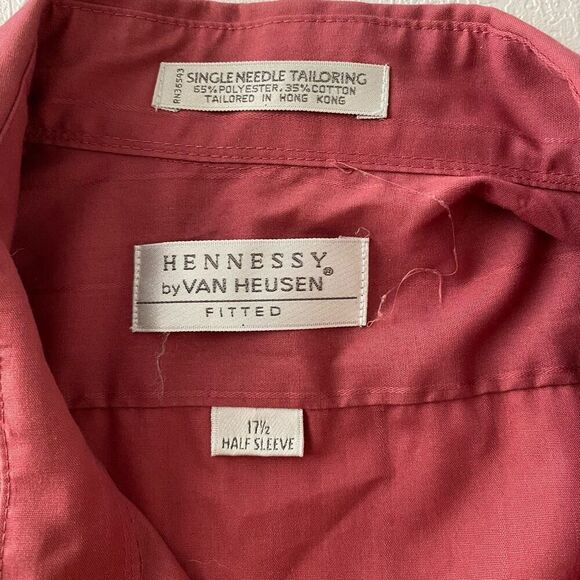 RN36543
SINGLE NEEDLE TAILORING
65% POLYESTER, 35% COTTON
TAILORED IN HONG KONG
HENNESSY
by VAN HEUSEN®
FITTED
17½
HALF SLEEVE